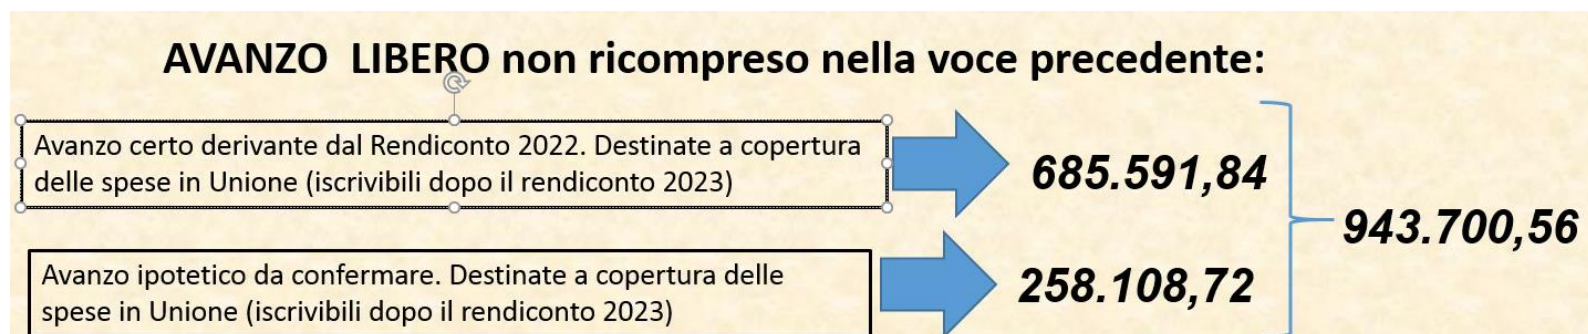 AVANZO LIBERO non ricompreso nella voce precedente:
Avanzo certo derivante dal Rendiconto 2022. Destinate a copertura
delle spese in Unione (iscrivibili dopo il rendiconto 2023)
685.591,84
943.700,56
Avanzo ipotetico da confermare. Destinate a copertura delle
spese in Unione (iscrivibili dopo il rendiconto 2023)
258.108,72